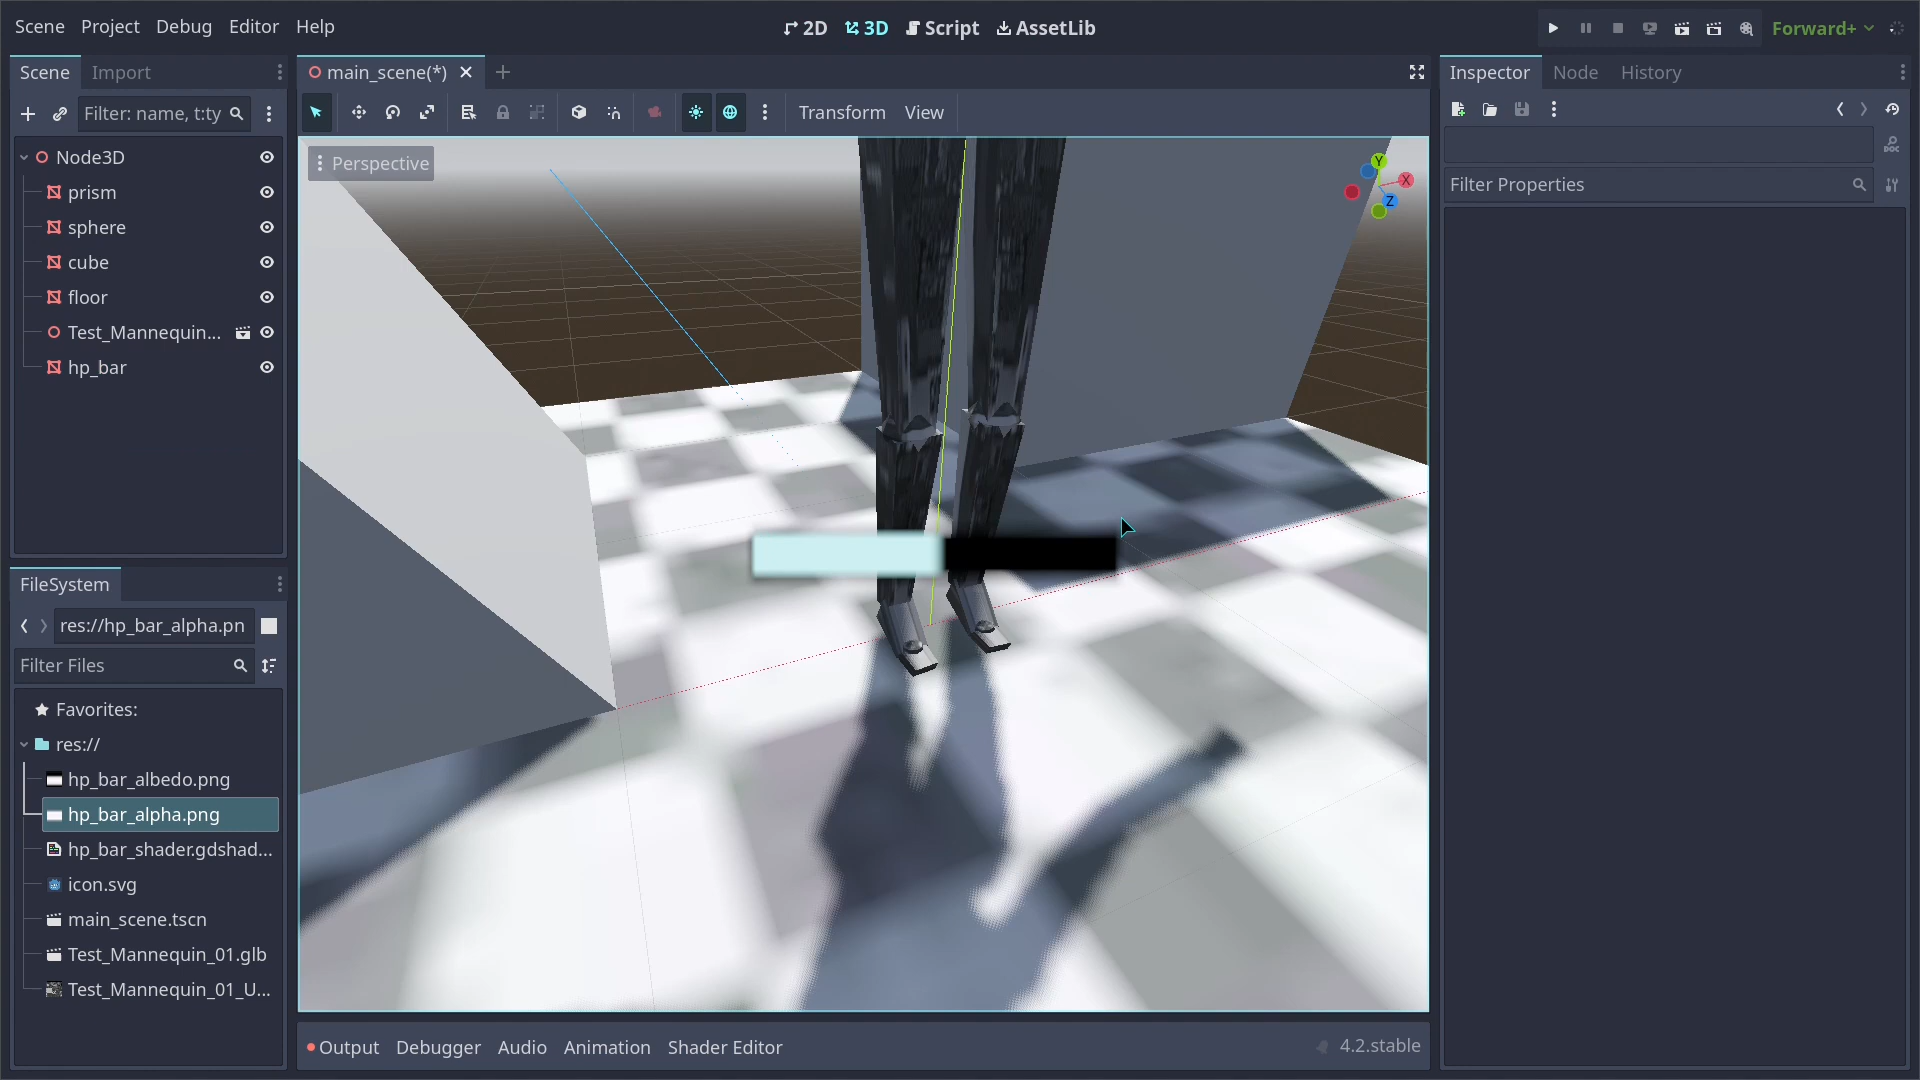 Scene Project Debug Editor Help
2D 3D Script AssetLib
Forward+
Scene Import
main_scene(*)
Inspector Node History
Filter: name, t:ty
Transform View
Perspective
Y
X
Z
Filter Properties
Node3D
prism
sphere
cube
floor
Test_Mannequin...
hp_bar
FileSystem
res://hp_bar_alpha.pn
Filter Files
Favorites:
res://
hp_bar_albedo.png
hp_bar_alpha.png
hp_bar_shader.gdshad...
icon.svg
main_scene.tscn
Test_Mannequin_01.glb
Test_Mannequin_01_U...
Output Debugger Audio Animation Shader Editor
4.2.stable